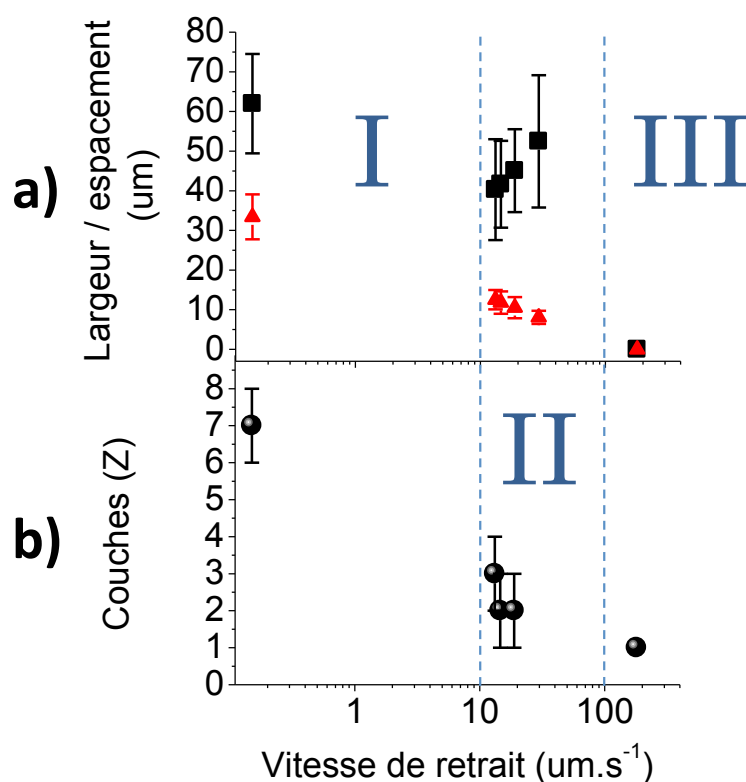 80
70
60
50
40
30
20
10
0
Largeur / espacement
(um)
a)
I
III
8
7
6
5
4
3
2
1
0
Couches (Z)
b)
II
1
10
100
Vitesse de retrait (um.s⁻¹)